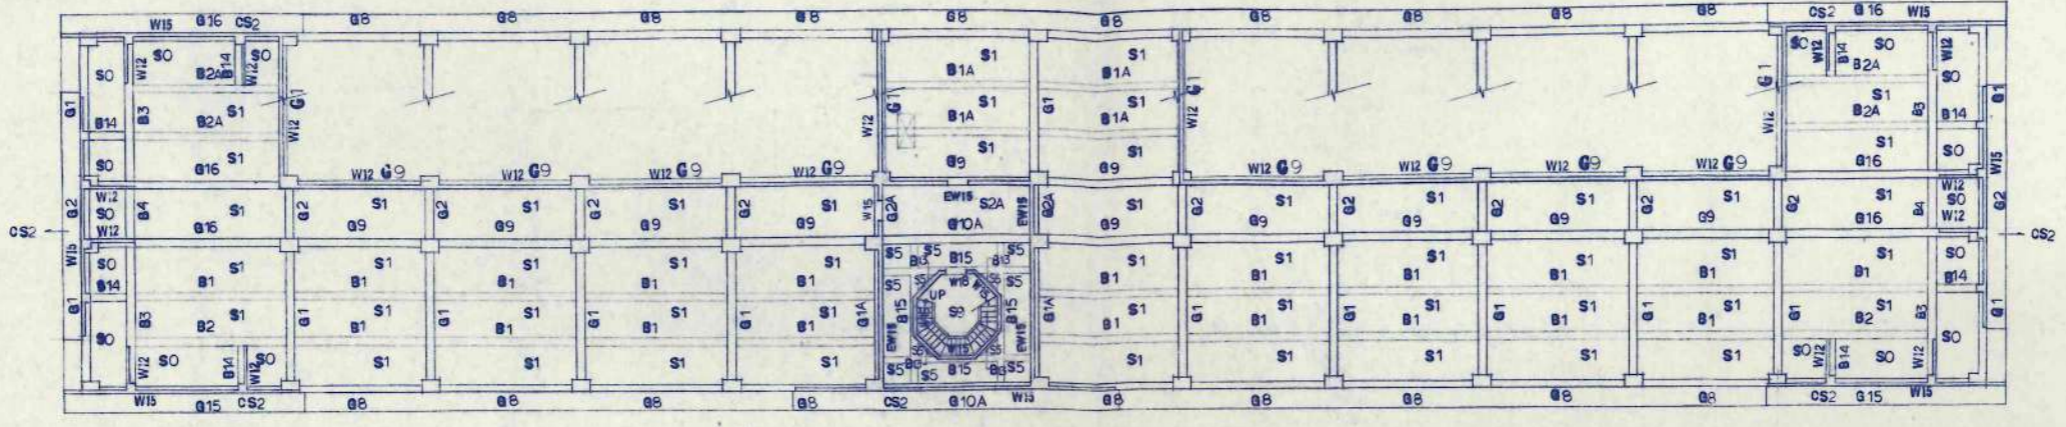 W15 G16 CS2 G8 G8 G8 G8 G8 G8 G8 G8 G8 G8 CS2 G16 W15
S0 W12 S0 B2A B14 W12 S0 S1 B1A S1 B1A S0 W12 B14 S0 B2A W12 S0
G1 B14 B3 B2A S1 G1 W12 W12 G1 S1 B1A G1 S1 B1A W12 G1 W12 G1 S1 B2A B3 B14 G1
S0 G16 S1 W12 G9 W12 G9 W12 G9 W12 G9 S1 G9 S1 G9 W12 G9 W12 G9 W12 G9 W12 G9 S1 G16 S0 W15
CS2 G2 W12 S0 W12 B4 G16 S1 G2 S1 G9 G2 S1 G9 G2 S1 G9 G2 S1 G9 W15 G2A EW15 S2A G10A EW15 G2A S1 G9 G2 S1 G9 G2 S1 G9 G2 S1 G9 G2 S1 G9 G2 S1 G16 B4 W12 S0 W12 G2 CS2
W15 S0 B14 B1 S1 B1 S1 B1 S1 B1 S1 B1 S1 S5 S5 B15 S5 B1 S1 B1 S1 B1 S1 B1 S1 B1 S1 B1 S1 S0 B14
B1 B3 B2 S1 G1 B1 S1 G1 B1 S1 G1 B1 S1 G1 B1 S1 G1A S5 B15 UP W18 S9 B15 S5 G1A B1 S1 G1 B1 S1 G1 B1 S1 G1 B1 S1 G1 B1 S1 G1 B2 S1 B3 G1
S0 W12 S0 B14 W12 S0 S1 S1 S1 S1 EW15 S5 S5 W15 B15 S5 EW15 S1 S1 S1 S1 S1 S0 W12 B14 S0 W12 S0
W15 G15 CS2 G8 G8 G8 G8 CS2 G10A W15 G8 G8 G8 G8 G8 CS2 G15 W15